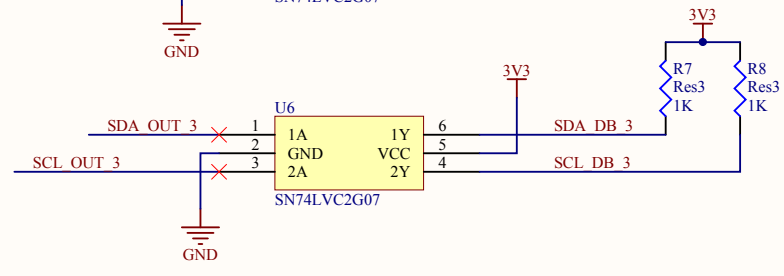 SN74LVC2G07
GND
3V3
3V3
R7
Res3
1K
R8
Res3
1K
U6
SDA_OUT_3
1
1A
1Y
6
SDA_DB_3
2
GND
VCC
5
SCL_OUT_3
3
2A
2Y
4
SCL_DB_3
SN74LVC2G07
GND